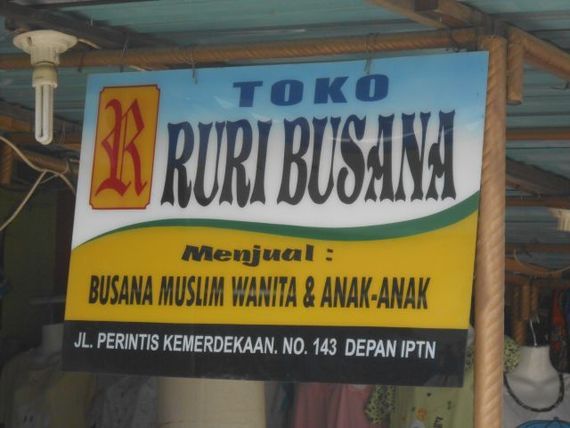 TOKO
R RURI BUSANA
Menjual :
BUSANA MUSLIM WANITA & ANAK-ANAK
JL. PERINTIS KEMERDEKAAN. NO. 143 DEPAN IPTN